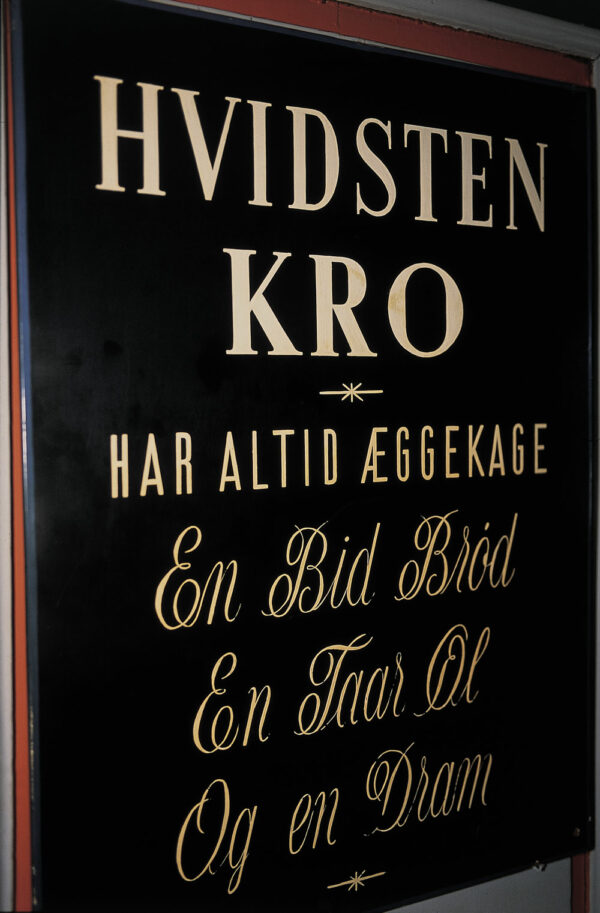 HVIDSTEN
KRO
HAR ALTID ÆGGEKAGE
En Bid Brød
En Taar Øl
Og en Dram